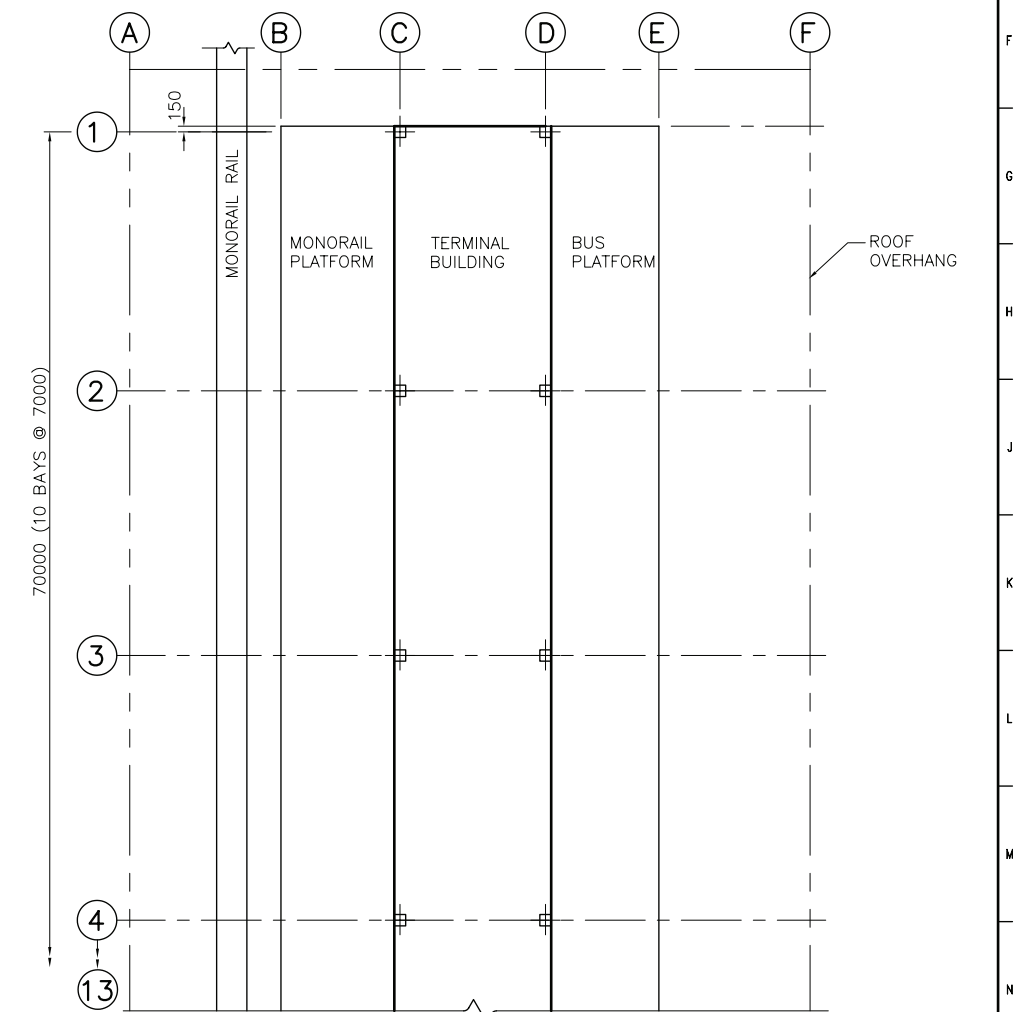 A
B
C
D
E
F
150
1
MONORAIL RAIL
MONORAIL
PLATFORM
TERMINAL
BUILDING
BUS
PLATFORM
ROOF
OVERHANG
2
70000 (10 BAYS @ 7000)
3
4
13
F
G
H
J
K
L
M
N